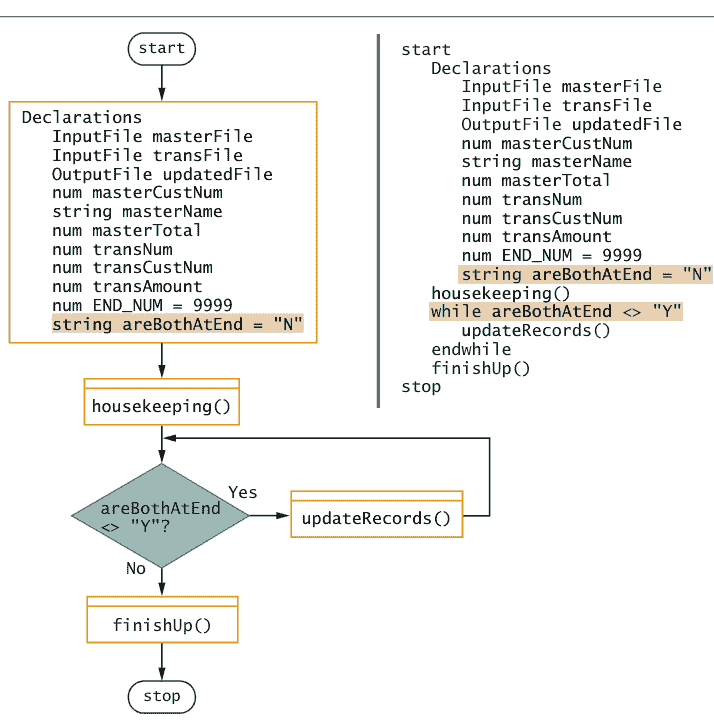 start
Declarations
InputFile masterFile
InputFile transFile
OutputFile updatedFile
num masterCustNum
string masterName
num masterTotal
num transNum
num transCustNum
num transAmount
num END_NUM = 9999
string areBothAtEnd = "N"
housekeeping()
areBothAtEnd
<> "Y"?
Yes
updateRecords()
No
finishUp()
stop
start
Declarations
InputFile masterFile
InputFile transFile
OutputFile updatedFile
num masterCustNum
string masterName
num masterTotal
num transNum
num transCustNum
num transAmount
num END_NUM = 9999
string areBothAtEnd = "N"
housekeeping()
while areBothAtEnd <> "Y"
updateRecords()
endwhile
finishUp()
stop